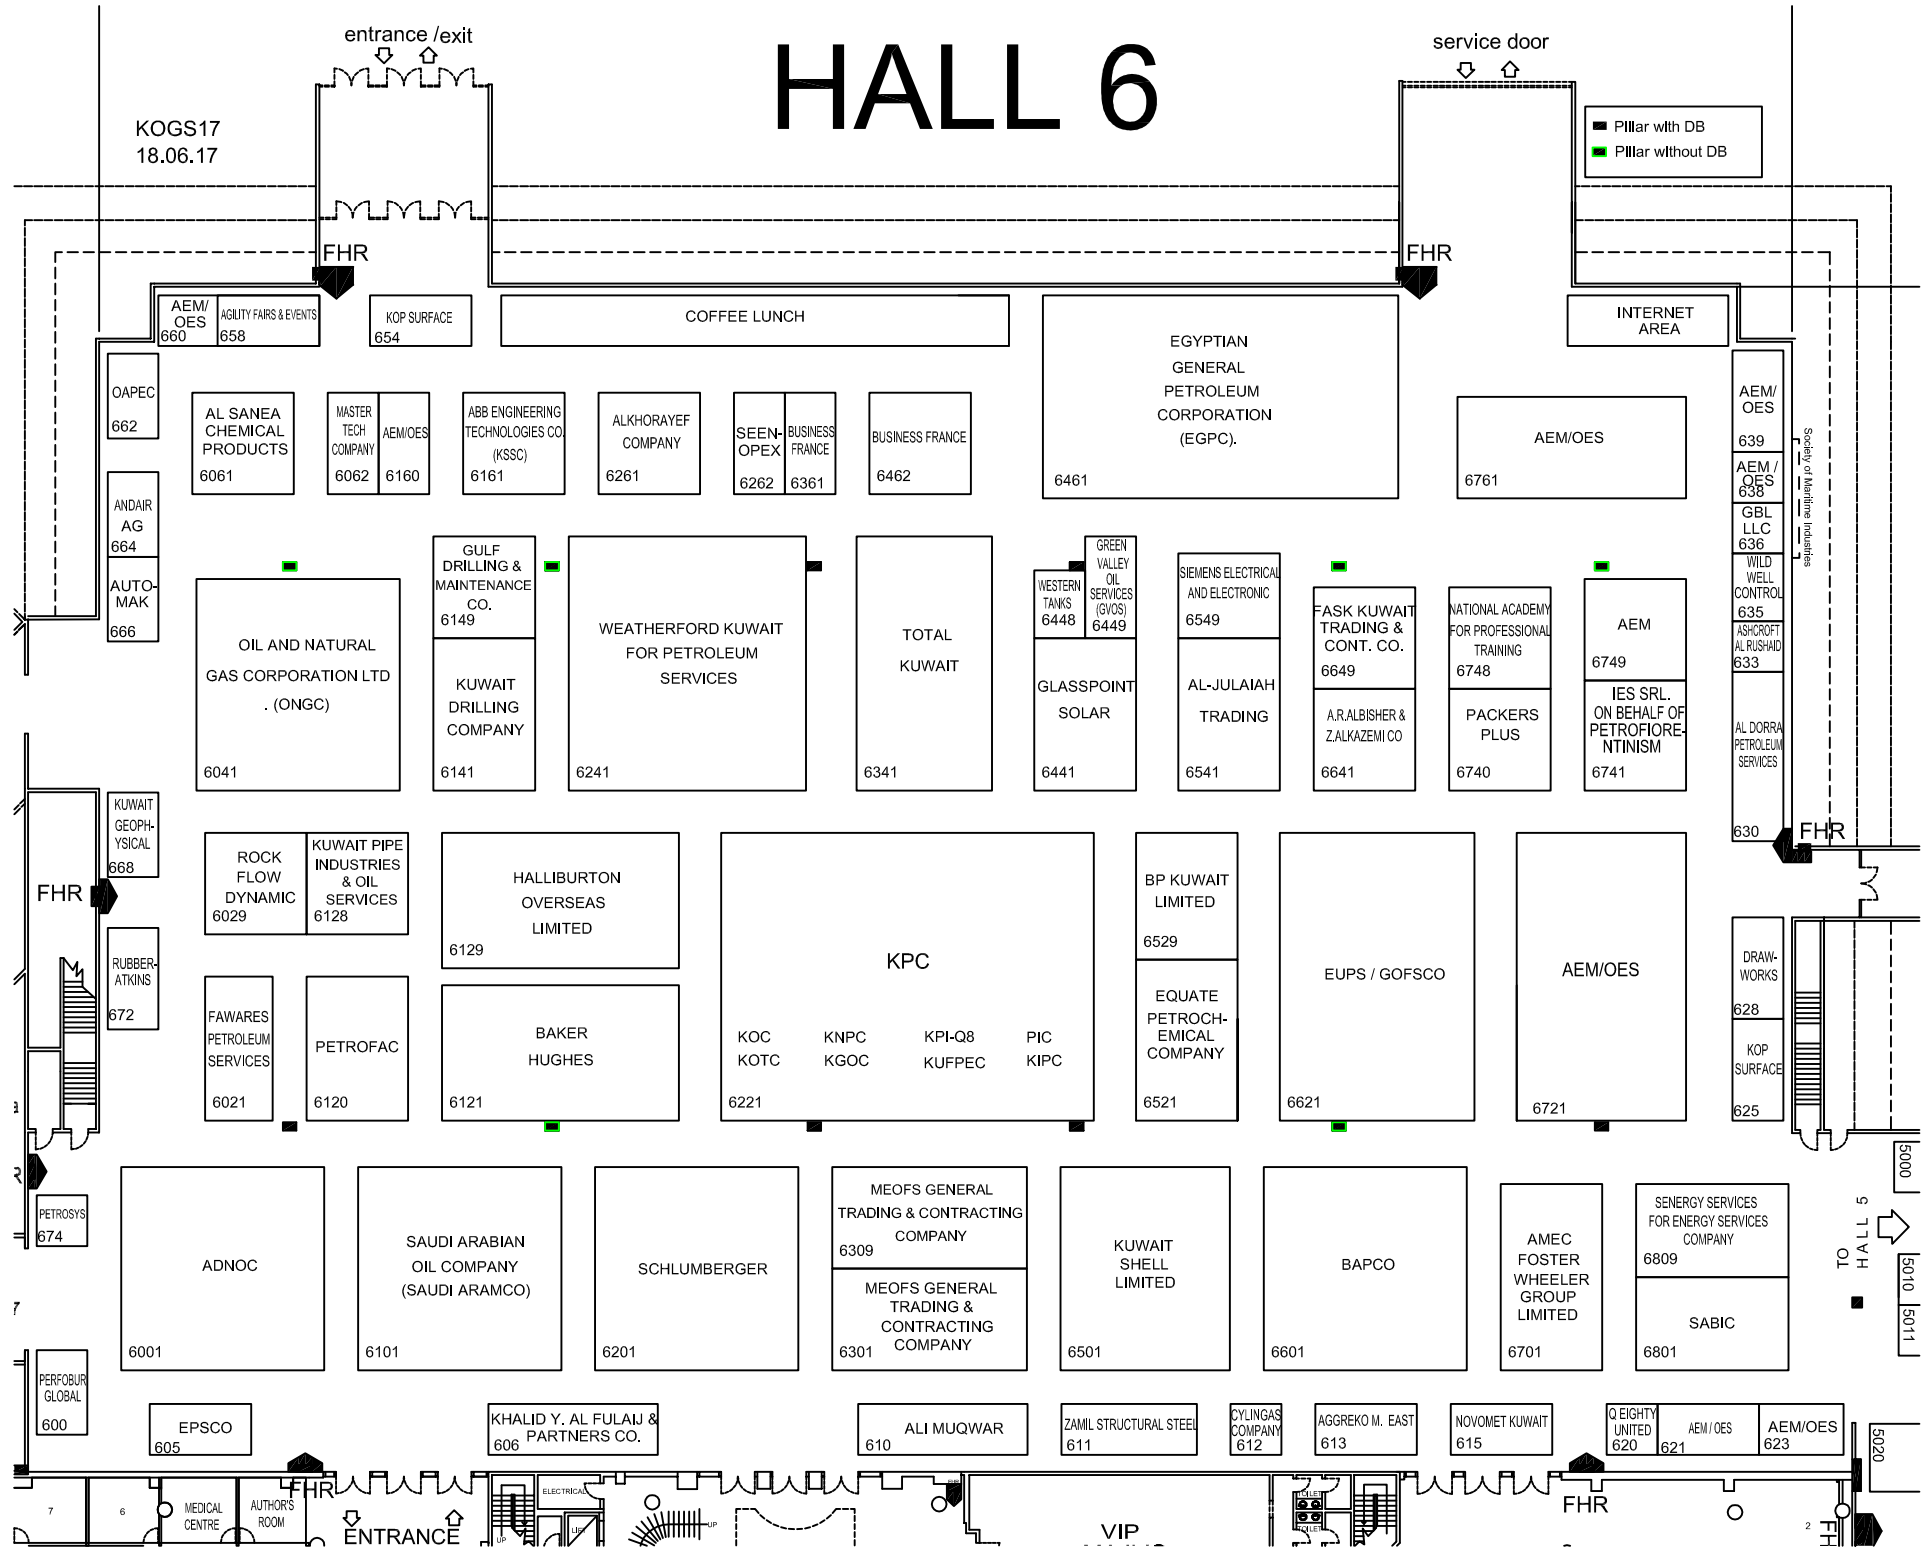 HALL 6
entrance /exit
service door
KOGS17
18.06.17
Pillar with DB
Pillar without DB
FHR
FHR
AEM/
OES
660
AGILITY FAIRS & EVENTS
658
KOP SURFACE
654
COFFEE LUNCH
EGYPTIAN
GENERAL
PETROLEUM
CORPORATION
(EGPC).
6461
INTERNET
AREA
OAPEC
662
AL SANEA
CHEMICAL
PRODUCTS
6061
MASTER
TECH
COMPANY
6062
AEM/OES
6160
ABB ENGINEERING
TECHNOLOGIES CO.
(KSSC)
6161
ALKHORAYEF
COMPANY
6261
SEEN-
OPEX
6262
BUSINESS
FRANCE
6361
BUSINESS FRANCE
6462
AEM/OES
6761
AEM/
OES
639
AEM /
OES
638
GBL
LLC
636
Society of Maritime Industries
WILD
WELL
CONTROL
635
ASHCROFT
AL RUSHAID
633
AL DORRA
PETROLEUM
SERVICES
630
FHR
ANDAIR
AG
664
AUTO-
MAK
666
OIL AND NATURAL
GAS CORPORATION LTD
. (ONGC)
6041
GULF
DRILLING &
MAINTENANCE
CO.
6149
KUWAIT
DRILLING
COMPANY
6141
WEATHERFORD KUWAIT
FOR PETROLEUM
SERVICES
6241
TOTAL
KUWAIT
6341
WESTERN
TANKS
6448
GREEN
VALLEY
OIL
SERVICES
(GVOS)
6449
GLASSPOINT
SOLAR
6441
SIEMENS ELECTRICAL
AND ELECTRONIC
6549
AL-JULAIAH
TRADING
6541
FASK KUWAIT
TRADING &
CONT. CO.
6649
A.R.ALBISHER &
Z.ALKAZEMI CO
6641
NATIONAL ACADEMY
FOR PROFESSIONAL
TRAINING
6748
PACKERS
PLUS
6740
AEM
6749
IES SRL.
ON BEHALF OF
PETROFIORE-
NTINISM
6741
KUWAIT
GEOPH-
YSICAL
668
FHR
RUBBER-
ATKINS
672
ROCK
FLOW
DYNAMIC
6029
KUWAIT PIPE
INDUSTRIES
& OIL
SERVICES
6128
HALLIBURTON
OVERSEAS
LIMITED
6129
KPC
KOC KNPC KPI-Q8 PIC
KOTC KGOC KUFPEC KIPC
6221
BP KUWAIT
LIMITED
6529
EQUATE
PETROCH-
EMICAL
COMPANY
6521
EUPS / GOFSCO
6621
AEM/OES
6721
DRAW-
WORKS
628
KOP
SURFACE
625
FAWARES
PETROLEUM
SERVICES
6021
PETROFAC
6120
BAKER
HUGHES
6121
PETROSYS
674
ADNOC
6001
SAUDI ARABIAN
OIL COMPANY
(SAUDI ARAMCO)
6101
SCHLUMBERGER
6201
MEOFS GENERAL
TRADING & CONTRACTING
COMPANY
6309
MEOFS GENERAL
TRADING &
CONTRACTING
COMPANY
6301
KUWAIT
SHELL
LIMITED
6501
BAPCO
6601
AMEC
FOSTER
WHEELER
GROUP
LIMITED
6701
SENERGY SERVICES
FOR ENERGY SERVICES
COMPANY
6809
SABIC
6801
TO
HALL 5
5000
5010
5011
5020
PERFOBUR
GLOBAL
600
EPSCO
605
KHALID Y. AL FULAIJ &
PARTNERS CO.
606
ALI MUQWAR
610
ZAMIL STRUCTURAL STEEL
611
CYLINGAS
COMPANY
612
AGGREKO M. EAST
613
NOVOMET KUWAIT
615
Q EIGHTY
UNITED
620
AEM / OES
621
AEM/OES
623
FHR
7
6
MEDICAL
CENTRE
AUTHOR'S
ROOM
ENTRANCE
UP
ELECTRICAL
LIFT
UP
FHR
VIP
TOILET
TOILET
FHR
2